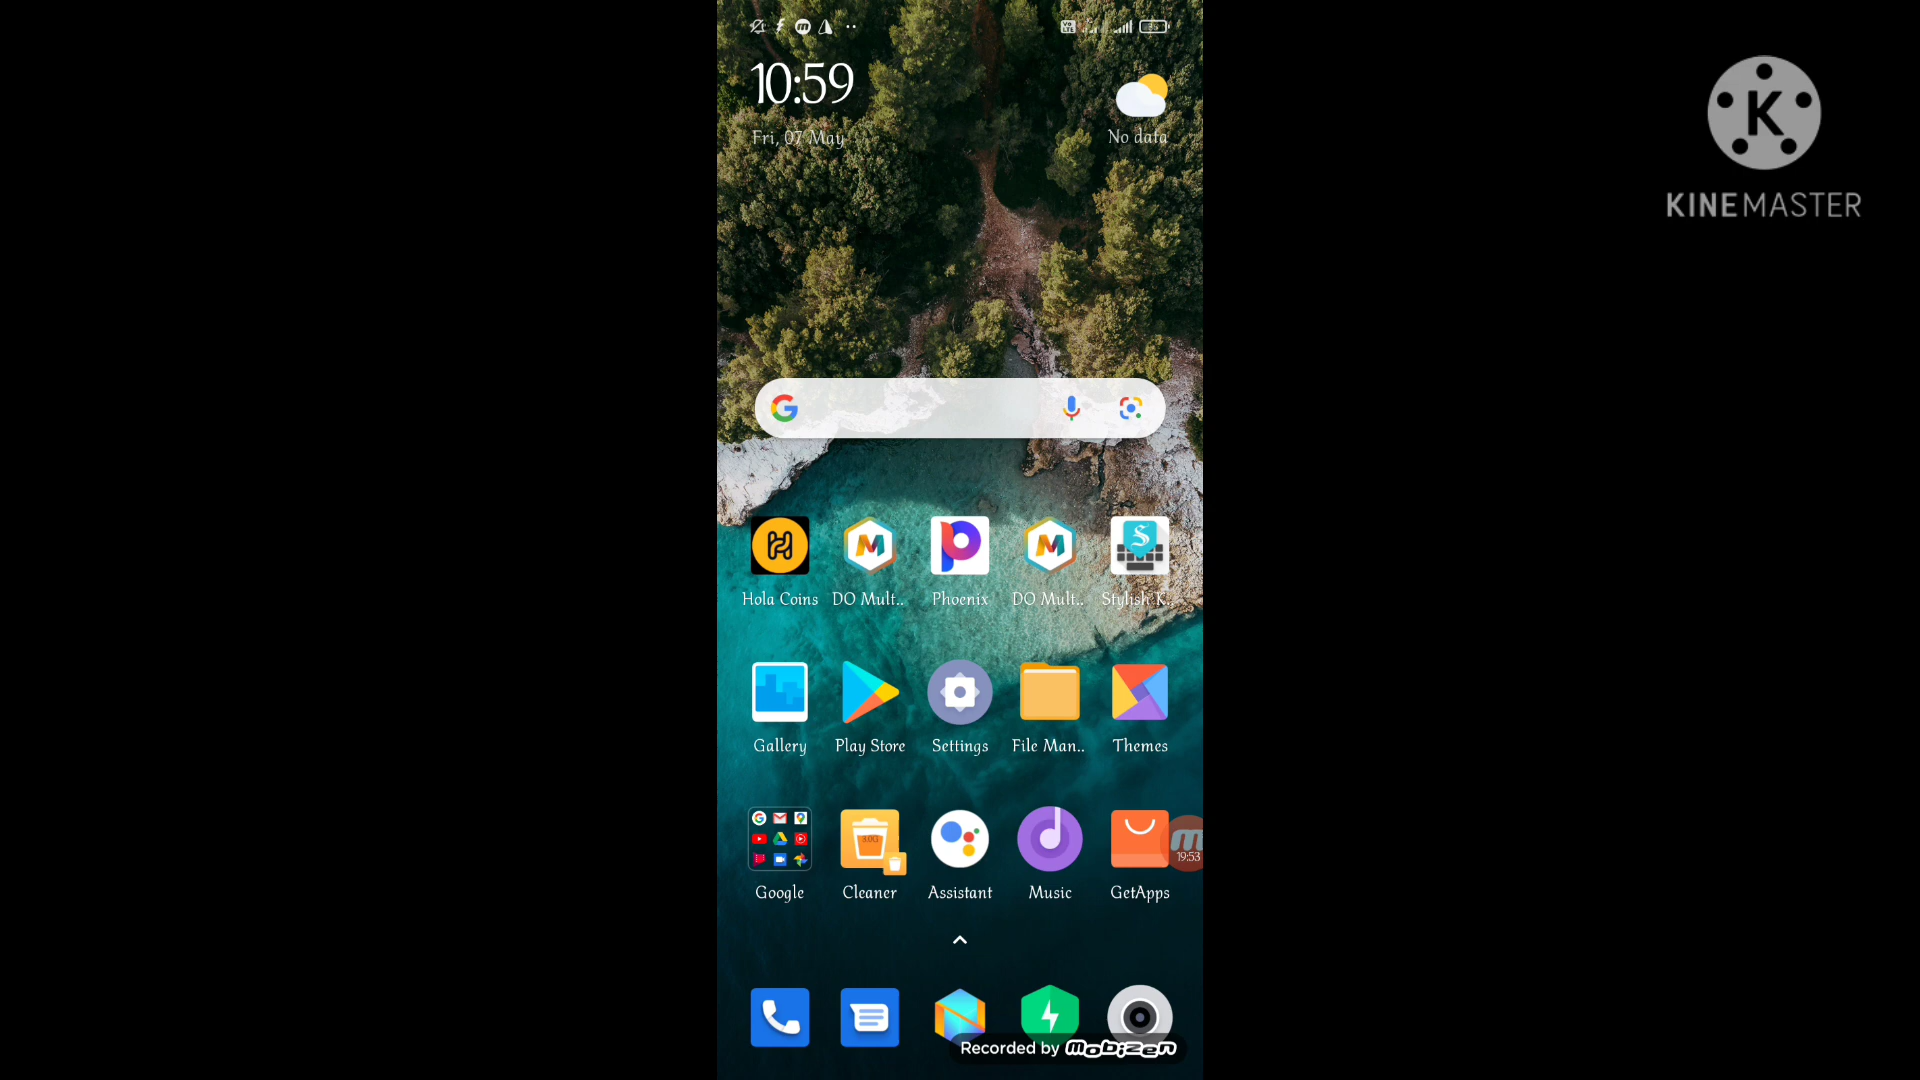 10:59
Fri, 07 May
No data
K
KINEMASTER
Hola Coins DO Mult.. Phoenix DO Mult.. Stylish K..
Gallery Play Store Settings File Man.. Themes
19:53
Google Cleaner Assistant Music GetApps
Recorded by mobizen